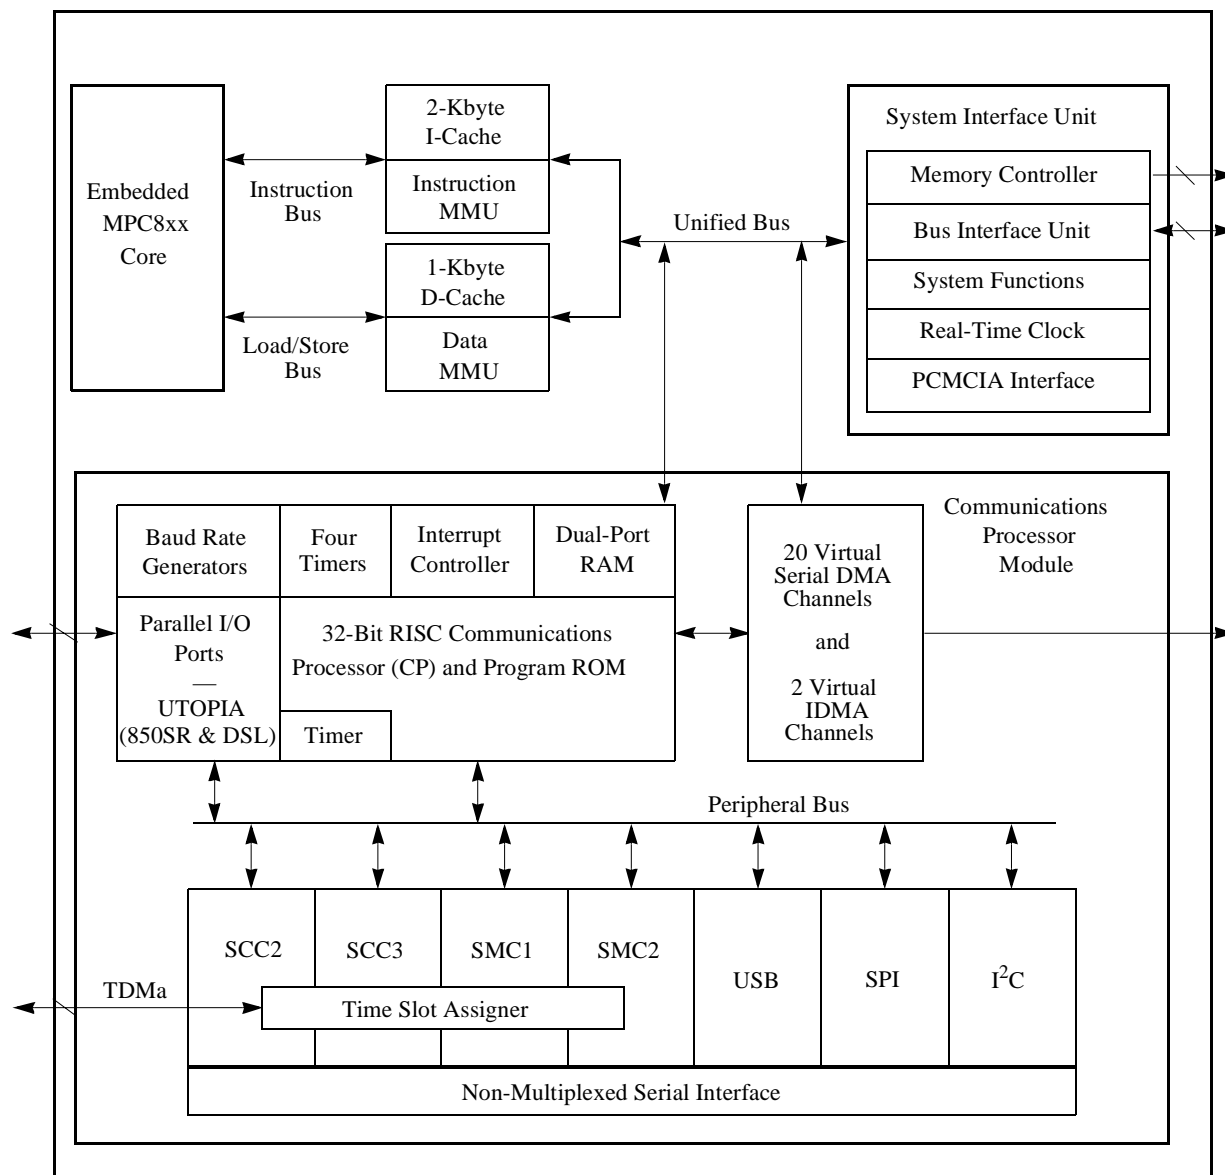 Embedded
MPC8xx
Core
Instruction
Bus
Load/Store
Bus
2-Kbyte
I-Cache
Instruction
MMU
1-Kbyte
D-Cache
Data
MMU
Unified Bus
System Interface Unit
Memory Controller
Bus Interface Unit
System Functions
Real-Time Clock
PCMCIA Interface
Baud Rate
Generators
Four
Timers
Interrupt
Controller
Dual-Port
RAM
Parallel I/O
Ports
—
UTOPIA
(850SR & DSL)
32-Bit RISC Communications
Processor (CP) and Program ROM
Timer
20 Virtual
Serial DMA
Channels
and
2 Virtual
IDMA
Channels
Communications
Processor
Module
Peripheral Bus
SCC2
SCC3
SMC1
SMC2
USB
SPI
I²C
TDMa
Time Slot Assigner
Non-Multiplexed Serial Interface